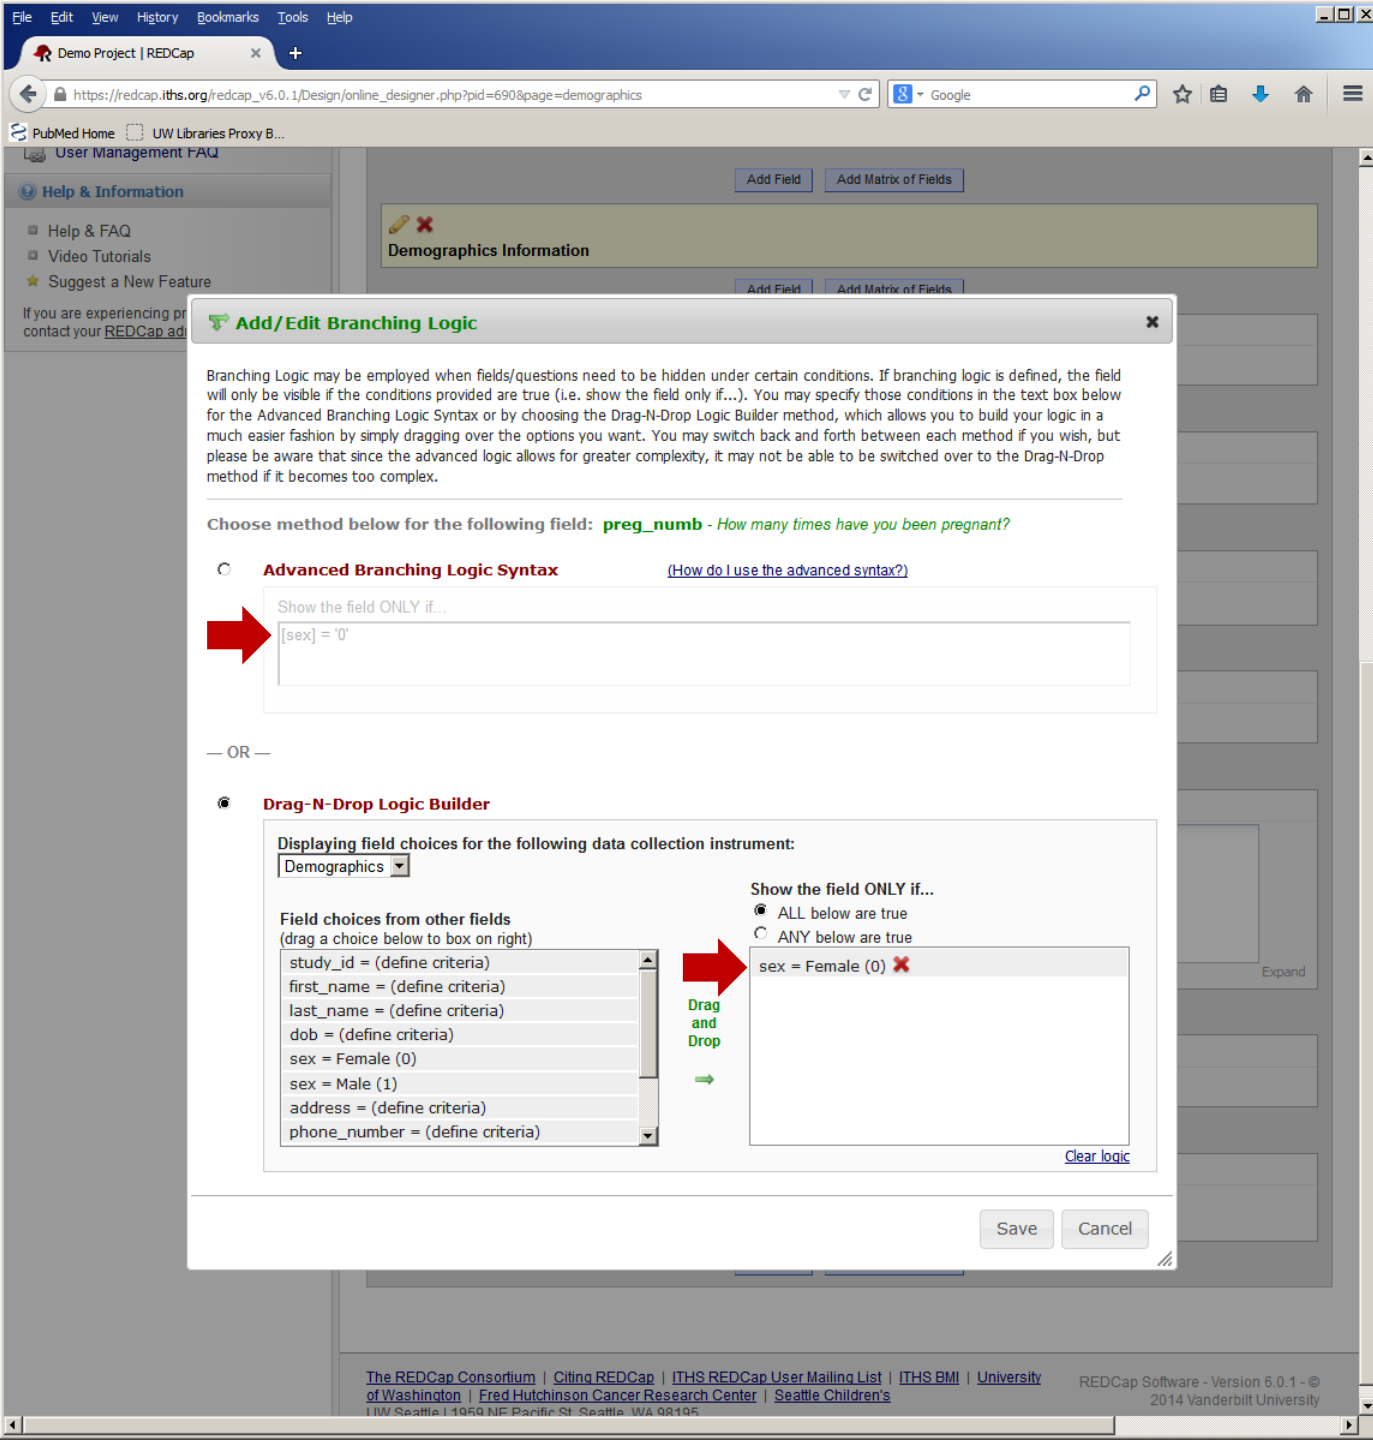 File Edit View History Bookmarks Tools Help
Demo Project | REDCap
https://redcap.iths.org/redcap_v6.0.1/Design/online_designer.php?pid=690&page=demographics
Google
PubMed Home UW Libraries Proxy B...
User Management FAQ
Help & Information
Help & FAQ
Video Tutorials
Suggest a New Feature
If you are experiencing pr
contact your REDCap adm
Add Field Add Matrix of Fields
Demographics Information
Add Field Add Matrix of Fields
Add/Edit Branching Logic
Branching Logic may be employed when fields/questions need to be hidden under certain conditions. If branching logic is defined, the field
will only be visible if the conditions provided are true (i.e. show the field only if...). You may specify those conditions in the text box below
for the Advanced Branching Logic Syntax or by choosing the Drag-N-Drop Logic Builder method, which allows you to build your logic in a
much easier fashion by simply dragging over the options you want. You may switch back and forth between each method if you wish, but
please be aware that since the advanced logic allows for greater complexity, it may not be able to be switched over to the Drag-N-Drop
method if it becomes too complex.
Choose method below for the following field: preg_numb - How many times have you been pregnant?
Advanced Branching Logic Syntax (How do I use the advanced syntax?)
Show the field ONLY if...
[sex] = '0'
— OR —
Drag-N-Drop Logic Builder
Displaying field choices for the following data collection instrument:
Demographics
Field choices from other fields
(drag a choice below to box on right)
study_id = (define criteria)
first_name = (define criteria)
last_name = (define criteria)
dob = (define criteria)
sex = Female (0)
sex = Male (1)
address = (define criteria)
phone_number = (define criteria)
Drag
and
Drop
Show the field ONLY if...
ALL below are true
ANY below are true
sex = Female (0)
Clear logic
Expand
Save Cancel
The REDCap Consortium | Citing REDCap | ITHS REDCap User Mailing List | ITHS BMI | University
of Washington | Fred Hutchinson Cancer Research Center | Seattle Children's
UW Seattle | 1959 NE Pacific St. Seattle, WA 98195
REDCap Software - Version 6.0.1 - ©
2014 Vanderbilt University